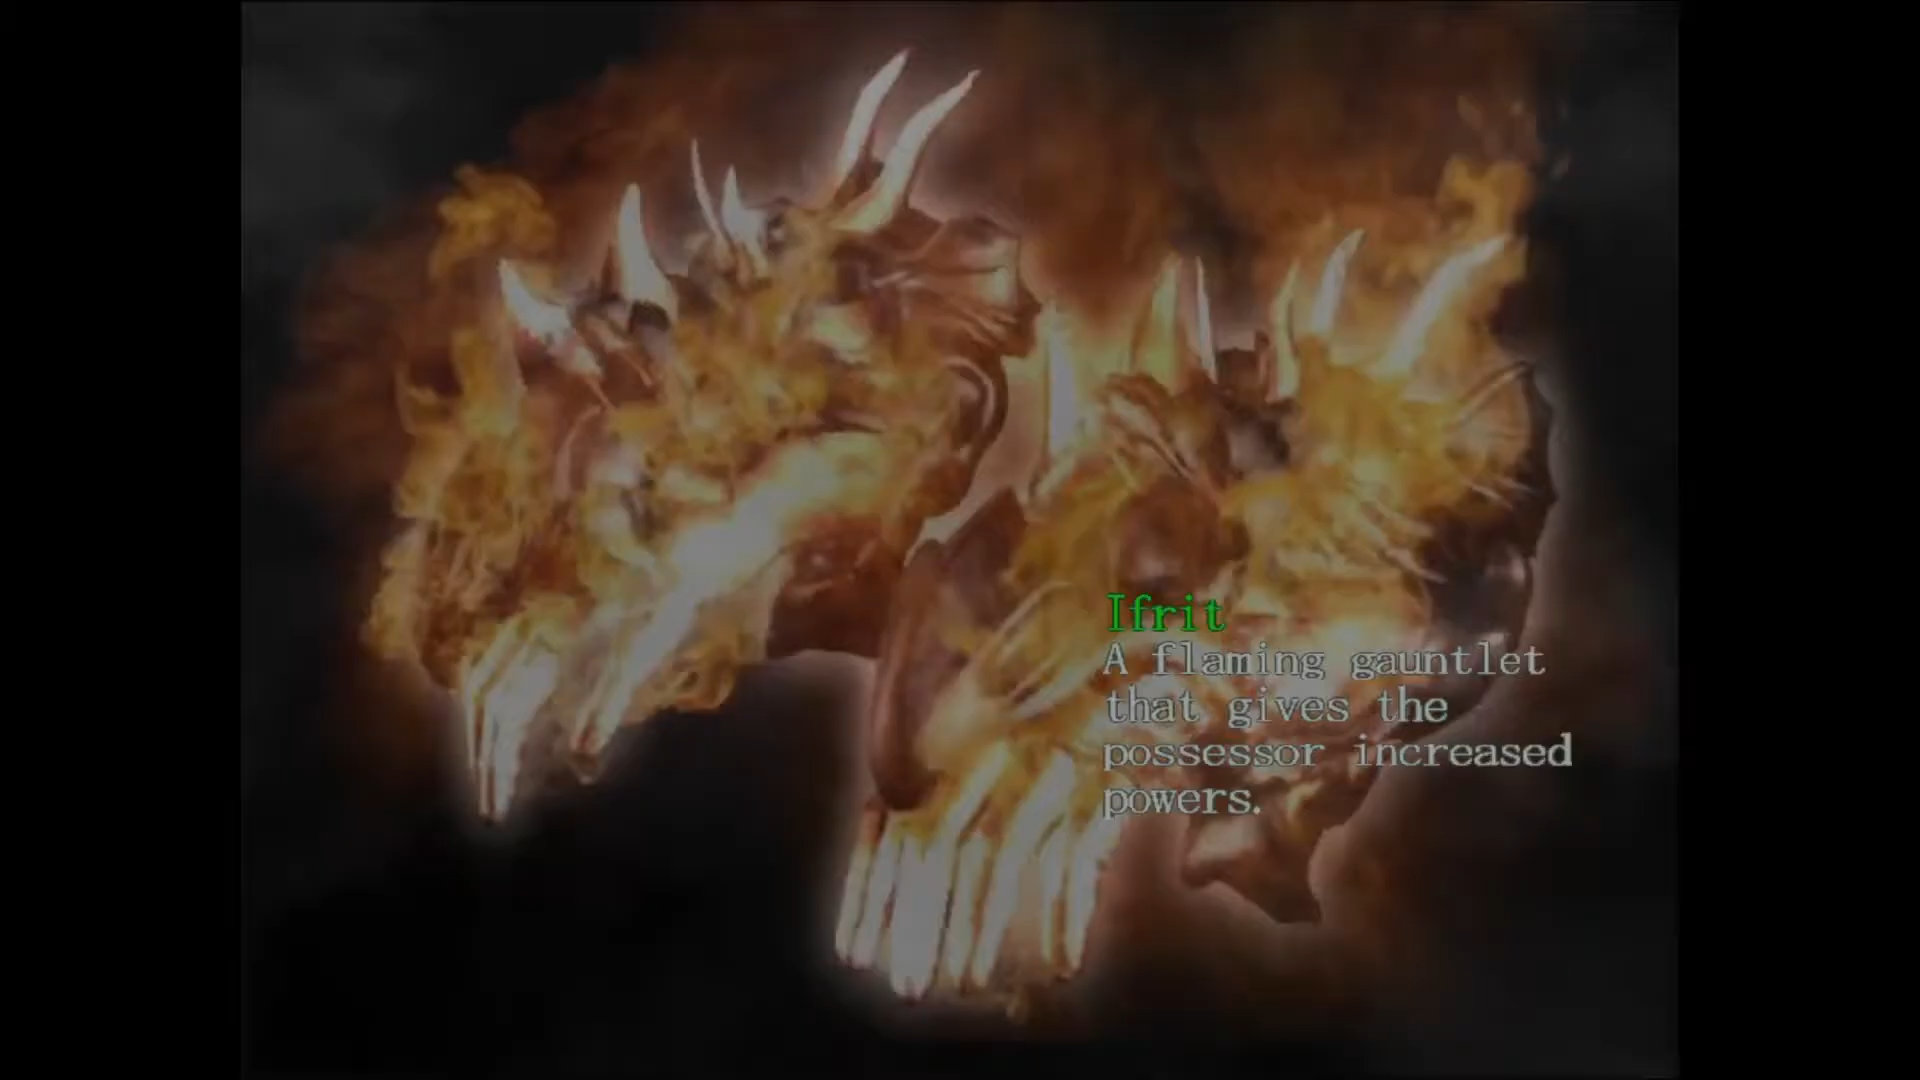 Ifrit
A flaming gauntlet
that gives the
possessor increased
powers.